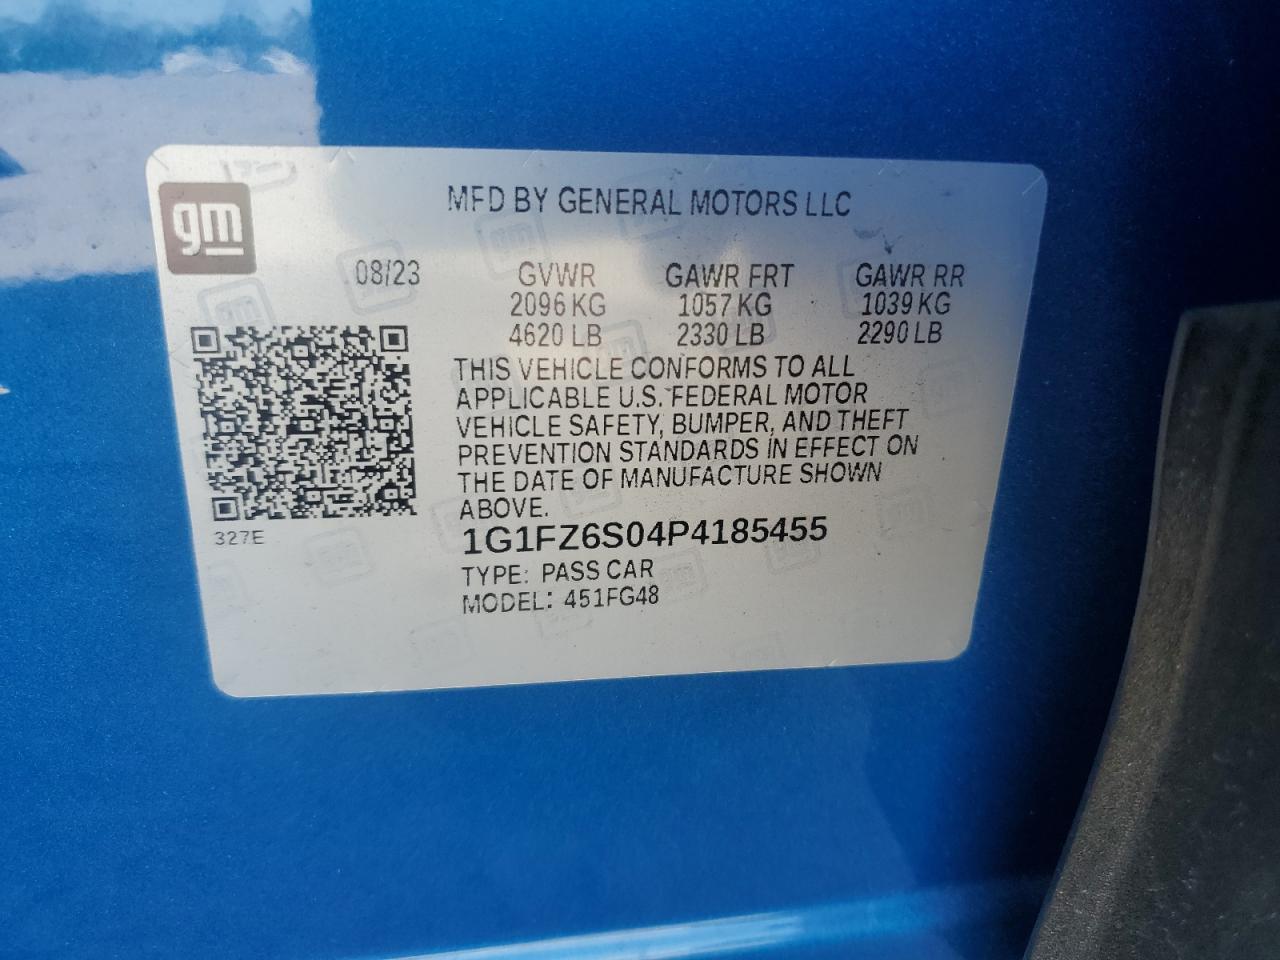 gm
MFD BY GENERAL MOTORS LLC
08/23 GVWR GAWR FRT GAWR RR
2096 KG 1057 KG 1039 KG
4620 LB 2330 LB 2290 LB
THIS VEHICLE CONFORMS TO ALL
APPLICABLE U.S. FEDERAL MOTOR
VEHICLE SAFETY, BUMPER, AND THEFT
PREVENTION STANDARDS IN EFFECT ON
THE DATE OF MANUFACTURE SHOWN
ABOVE.
327E
1G1FZ6S04P4185455
TYPE: PASS CAR
MODEL: 451FG48